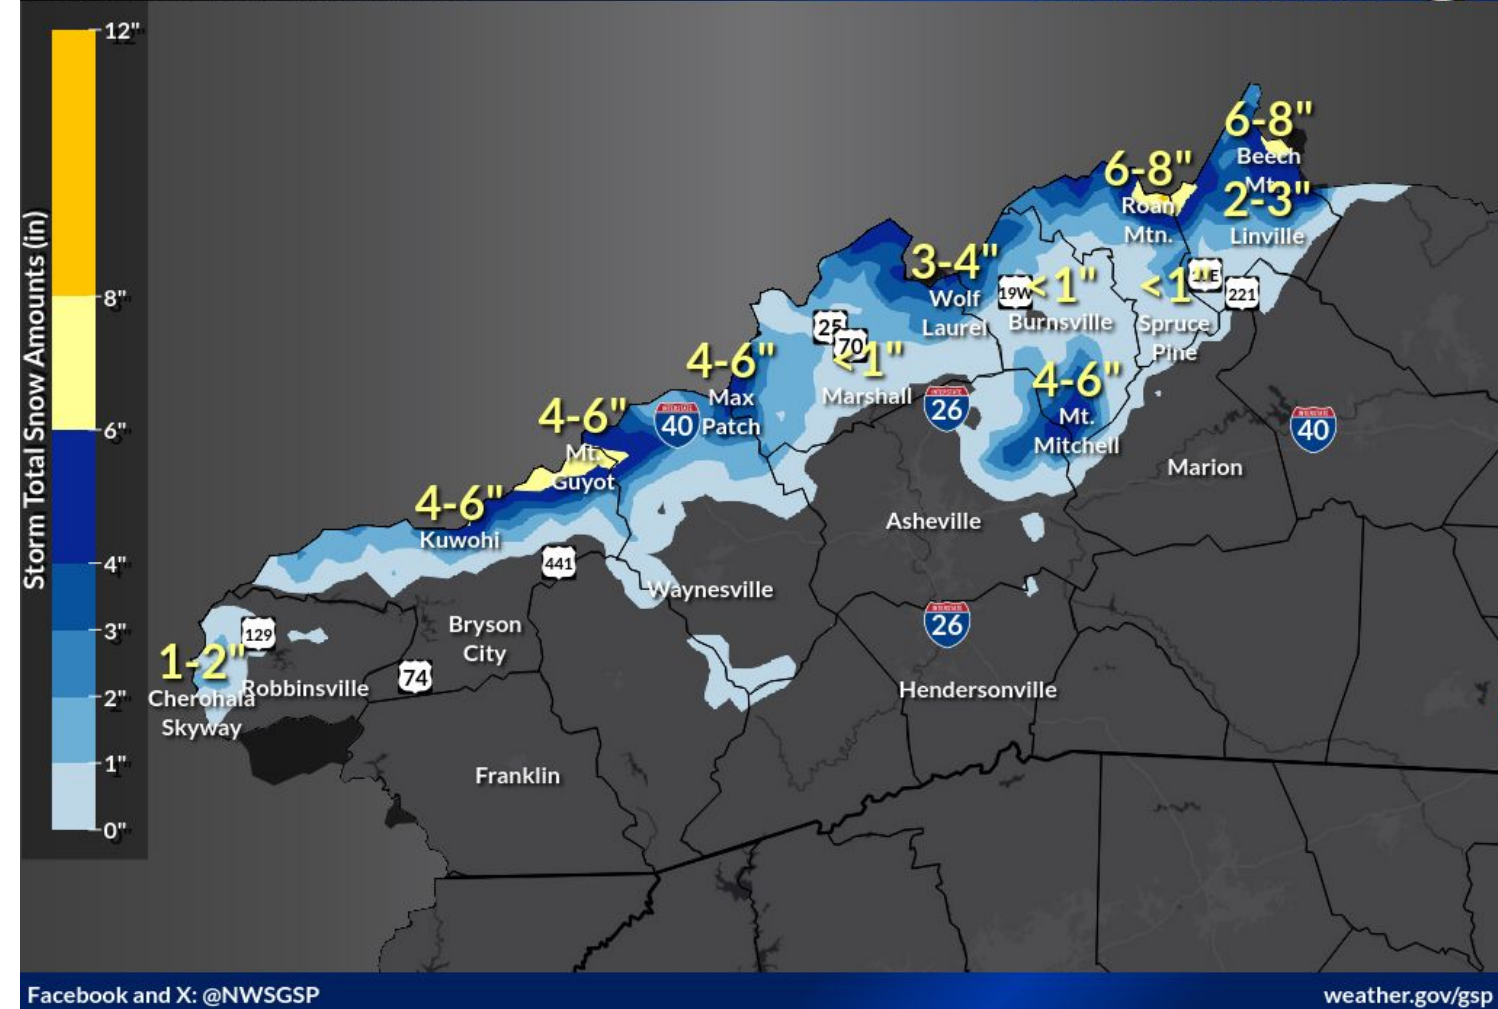 Storm Total Snow Amounts (in)
12"
8"
6"
4"
3"
2"
1"
0"
6-8"
Beech
Mtn.
6-8"
Roan
Mtn.
2-3"
Linville
3-4"
Wolf
Laurel
19W
<1"
Burnsville
<1"
221
Spruce
Pine
25
70
<1"
Marshall
4-6"
Max
Patch
INTERSTATE
26
4-6"
Mt.
Mitchell
INTERSTATE
40
4-6"
Mt.
Guyot
INTERSTATE
40
Marion
4-6"
Kuwohi
Asheville
441
Waynesville
INTERSTATE
26
129
Bryson
City
1-2"
Cherohala
Skyway
Robbinsville
74
Hendersonville
Franklin
Facebook and X: @NWSGSP
weather.gov/gsp